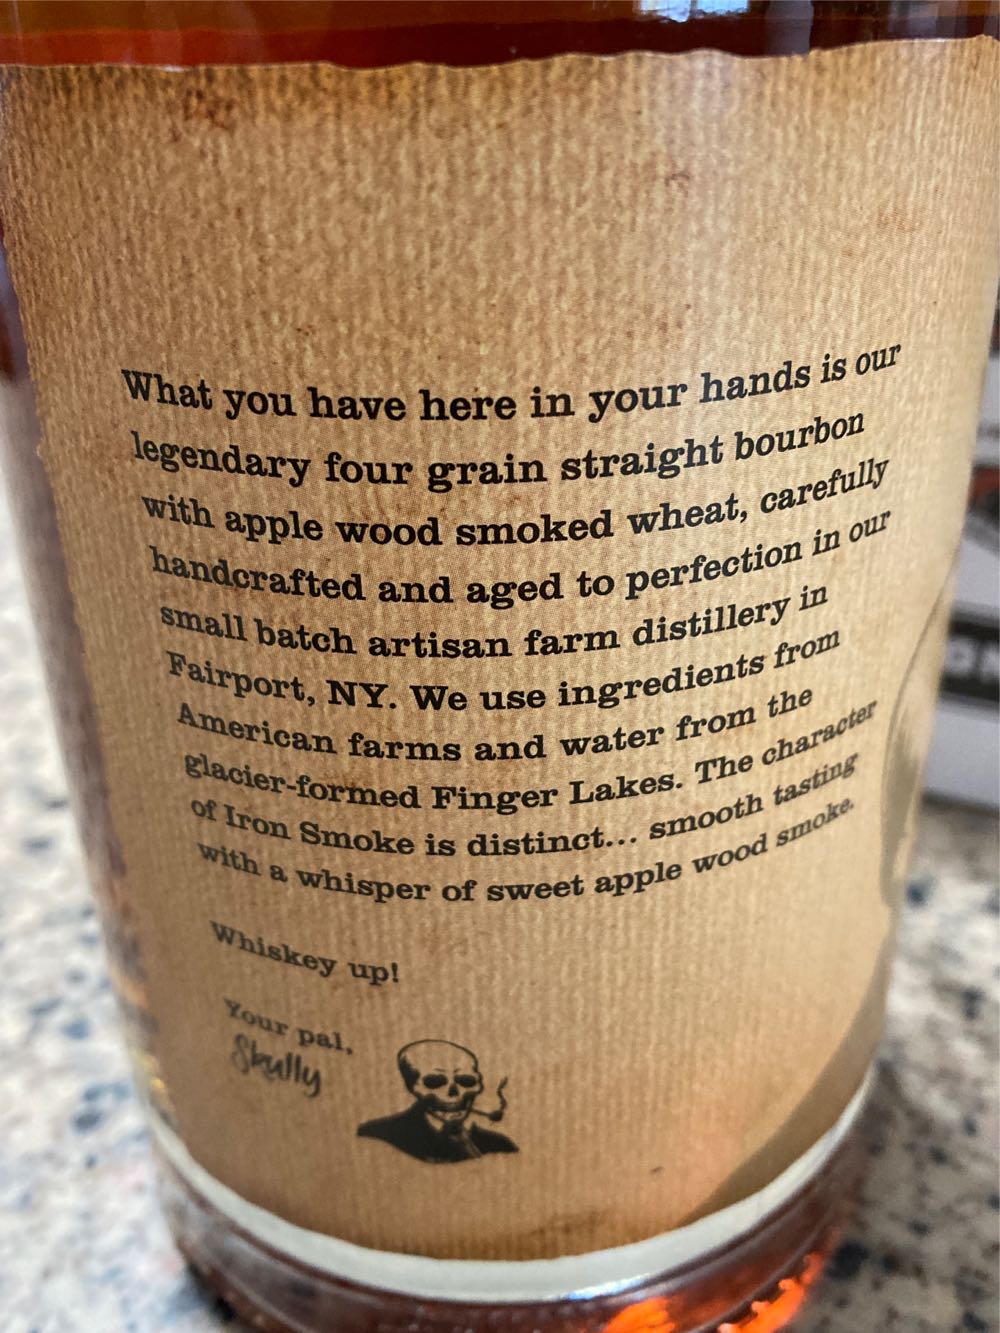 What you have here in your hands is our
legendary four grain straight bourbon
with apple wood smoked wheat, carefully
handcrafted and aged to perfection in our
small batch artisan farm distillery in
Fairport, NY. We use ingredients from
American farms and water from the
glacier-formed Finger Lakes. The character
of Iron Smoke is distinct... smooth tasting
with a whisper of sweet apple wood smoke.
Whiskey up!
Your pal,
Skully